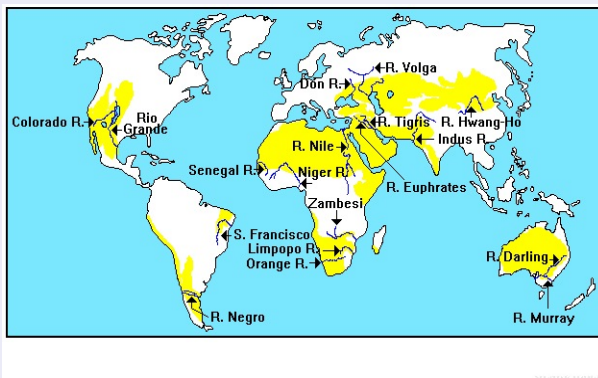 R. Volga
Don R.
Colorado R.
Rio
Grande
R. Tigris
R. Hwang-Ho
Indus R.
R. Nile
Senegal R.
Niger R.
R. Euphrates
Zambesi
S. Francisco
Limpopo R.
Orange R.
R. Darling
R. Negro
R. Murray